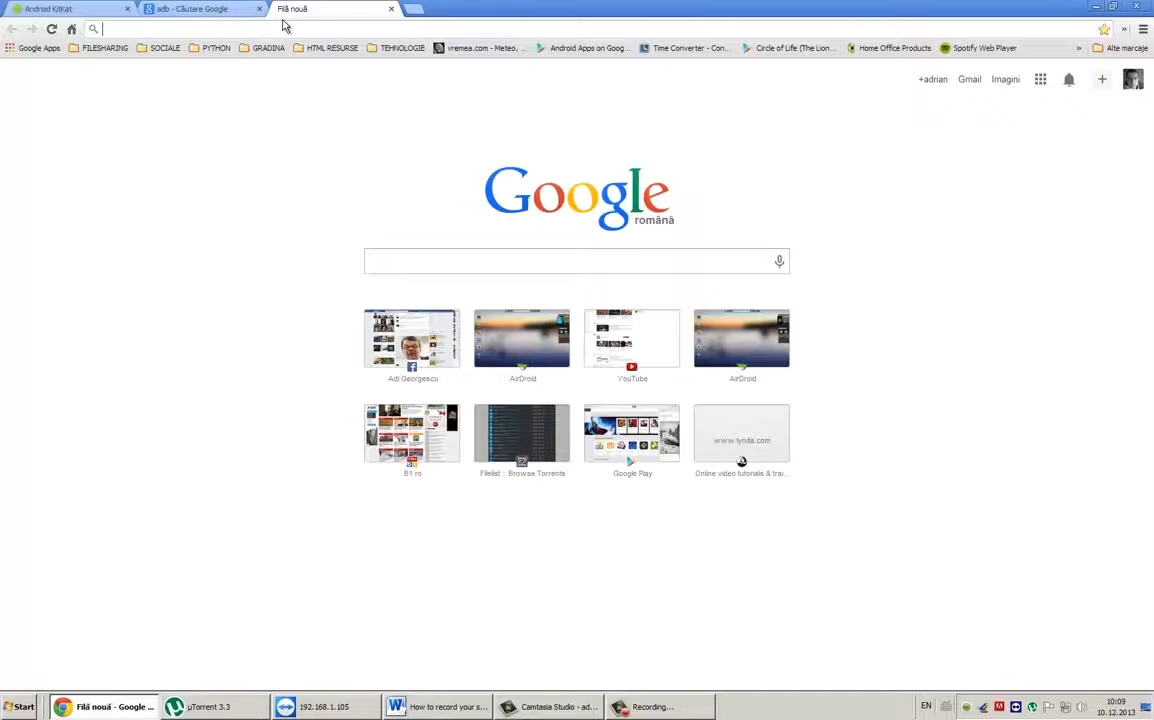 Android KitKat
adb - Căutare Google
Filă nouă
Google Apps
FILESHARING
SOCIALE
PYTHON
GRADINA
HTML RESURSE
TEHNOLOGIE
vremea.com - Meteo, ...
Android Apps on Goog...
Time Converter - Con...
Circle of Life (The Lion...
Home Office Products
Spotify Web Player
»
Alte marcaje
+adrian
Gmail
Imagini
Google
română
Adi Georgescu
AirDroid
YouTube
AirDroid
www.lynda.com
B1 ro
Filelist :: Browse Torrents
Google Play
Online video tutorials & trai...
Start
Filă nouă - Google ...
µTorrent 3.3
192.168.1.105
How to record your s...
Camtasia Studio - ad...
Recording...
EN
10:09
10.12.2013